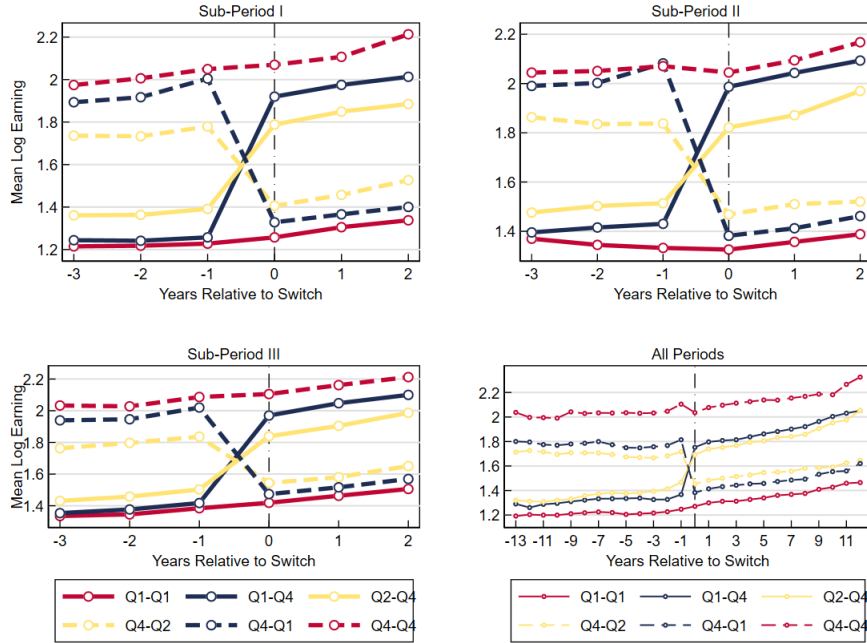 Sub-Period I
Mean Log Earning
2.2
2
1.8
1.6
1.4
1.2
-3 -2 -1 0 1 2
Years Relative to Switch
Sub-Period II
2.2
2
1.8
1.6
1.4
-3 -2 -1 0 1 2
Years Relative to Switch
Sub-Period III
Mean Log Earning
2.2
2
1.8
1.6
1.4
-3 -2 -1 0 1 2
Years Relative to Switch
All Periods
2.2
2
1.8
1.6
1.4
1.2
-13 -11 -9 -7 -5 -3 -1 1 3 5 7 9 11
Years Relative to Switch
Q1-Q1 Q1-Q4 Q2-Q4
Q4-Q2 Q4-Q1 Q4-Q4
Q1-Q1 Q1-Q4 Q2-Q4
Q4-Q2 Q4-Q1 Q4-Q4